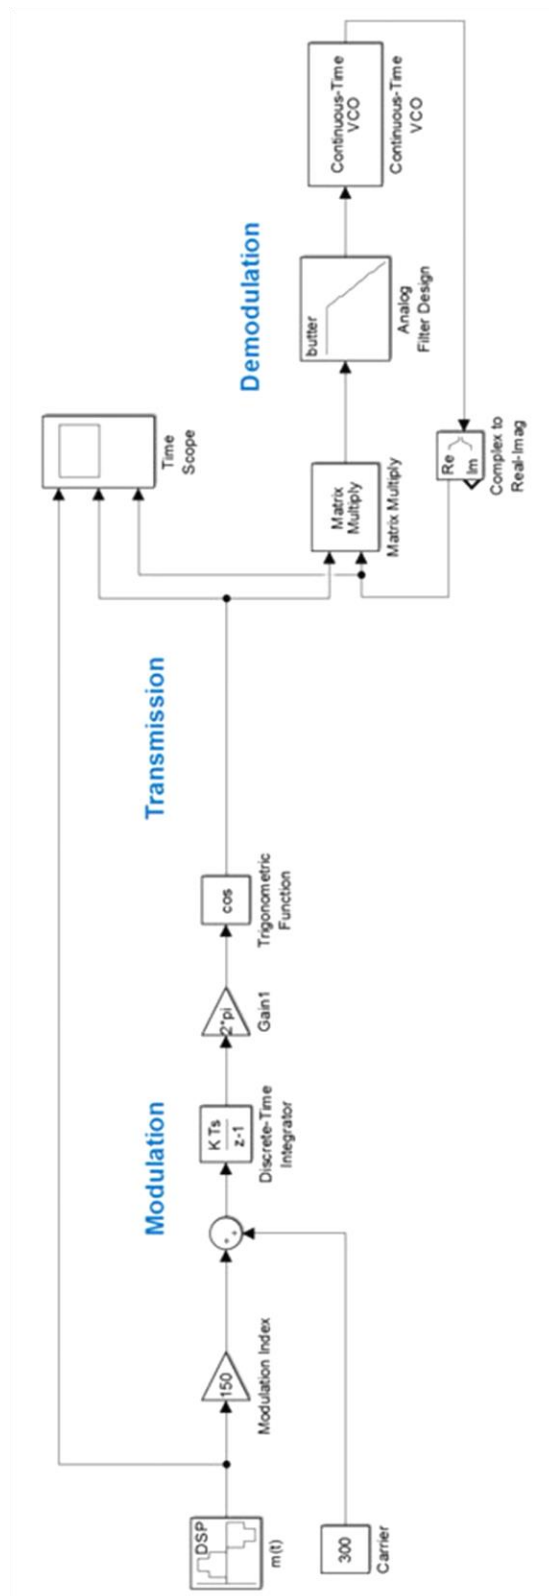 Modulation
Transmission
Demodulation
DSP
m(t)
300
Carrier
150
Modulation Index
+
+
K Ts
z-1
Discrete-Time
Integrator
2*pi
Gain1
cos
Trigonometric
Function
Time
Scope
Matrix
Multiply
Matrix Multiply
butter
Analog
Filter Design
Continuous-Time
VCO
Continuous-Time
VCO
Re
Im
Complex to
Real-Imag